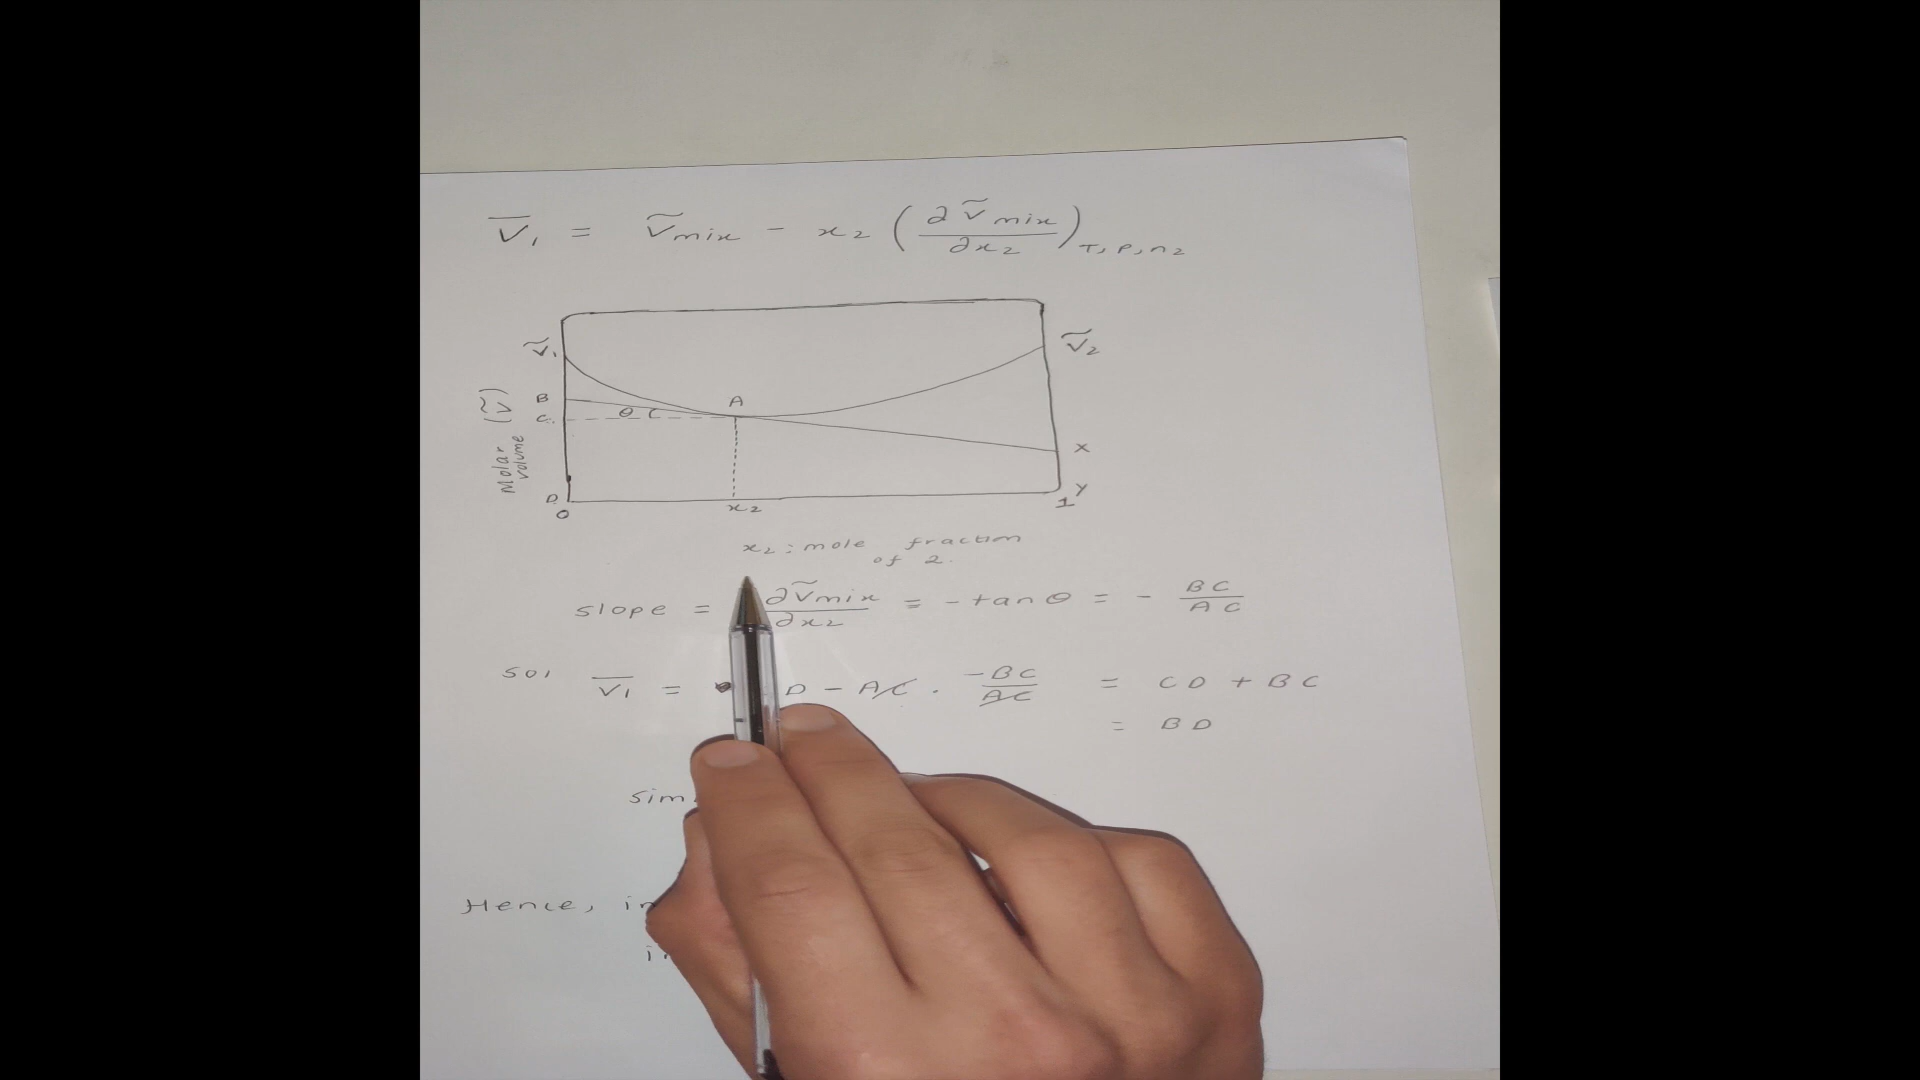 V̅₁ = Ṽmix - x₂ (∂Ṽmix/∂x₂)T,P,n₂
Ṽ₁
Ṽ₂
B
A
θ
C
Molar volume (Ṽ)
X
D
Y
0
x₂
1
x₂ : mole fraction
of 2.
slope = ∂Ṽmix/∂x₂ = - tan θ = - BC/AC
So, V̅₁ = D - AC . -BC/AC = CD + BC
= BD
Hence,